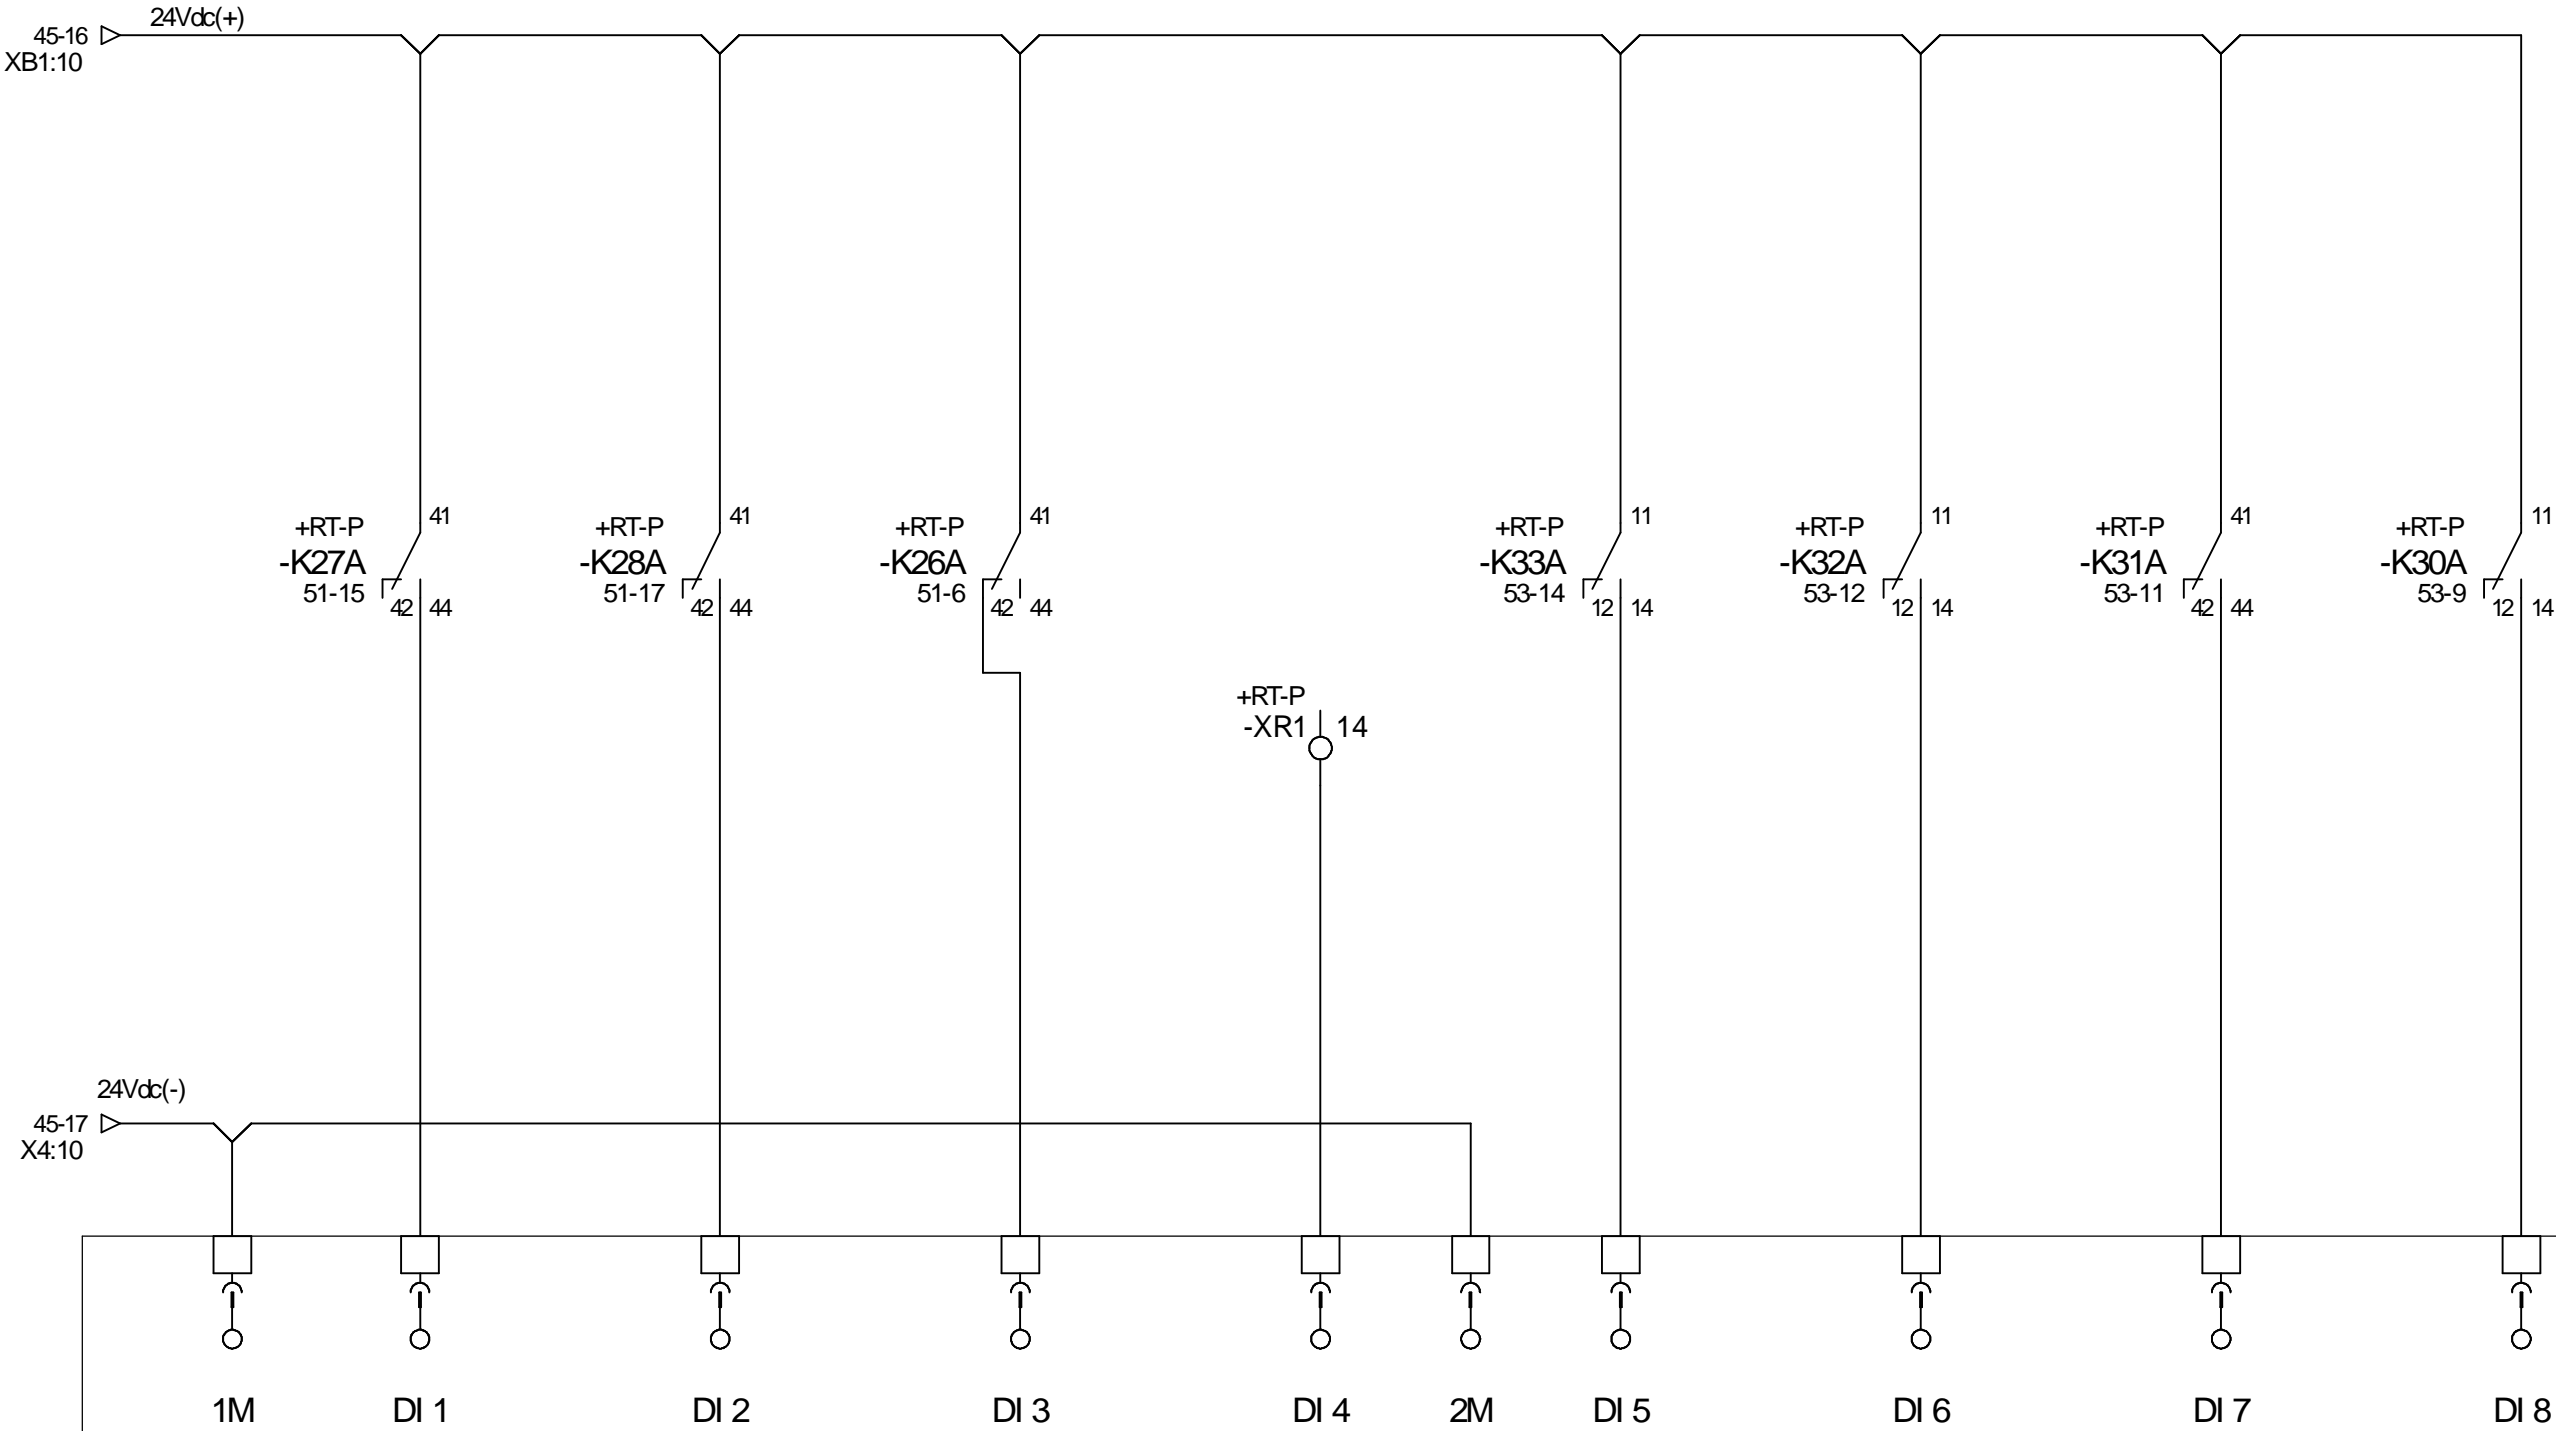 24Vdc(+)
45-16
XB1:10
+RT-P
-K27A
51-15
41
42 44
+RT-P
-K28A
51-17
41
42 44
+RT-P
-K26A
51-6
41
42 44
+RT-P
-XR1 14
+RT-P
-K33A
53-14
11
12 14
+RT-P
-K32A
53-12
11
12 14
+RT-P
-K31A
53-11
41
42 44
+RT-P
-K30A
53-9
11
12 14
24Vdc(-)
45-17
X4:10
1M DI 1 DI 2 DI 3 DI 4 2M DI 5 DI 6 DI 7 DI 8